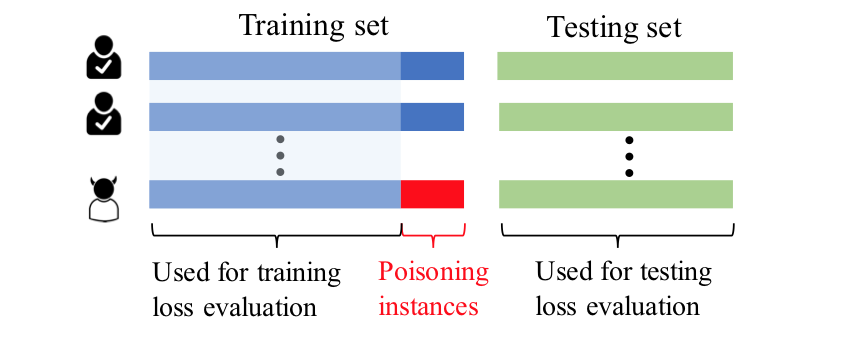 Training set
Testing set
Used for training
loss evaluation
Poisoning
instances
Used for testing
loss evaluation